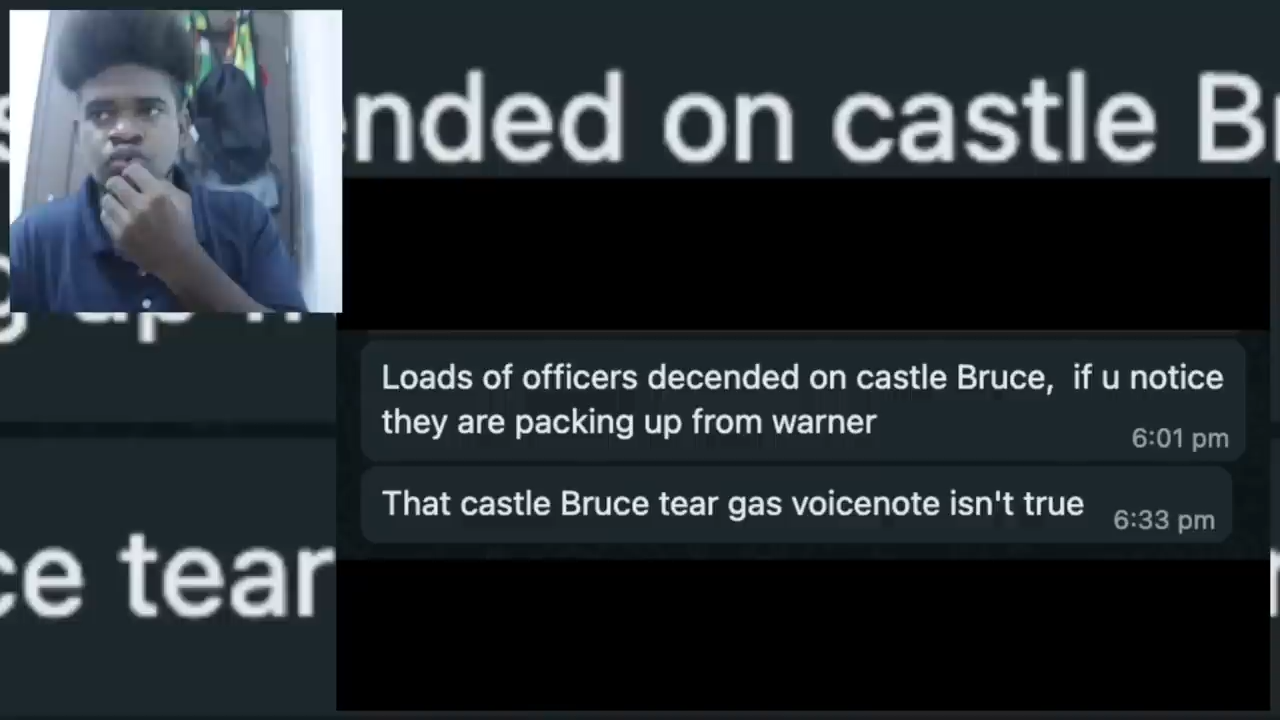 ended on castle B
Loads of officers decended on castle Bruce,  if u notice
they are packing up from warner
6:01 pm
That castle Bruce tear gas voicenote isn't true
6:33 pm
ce tear